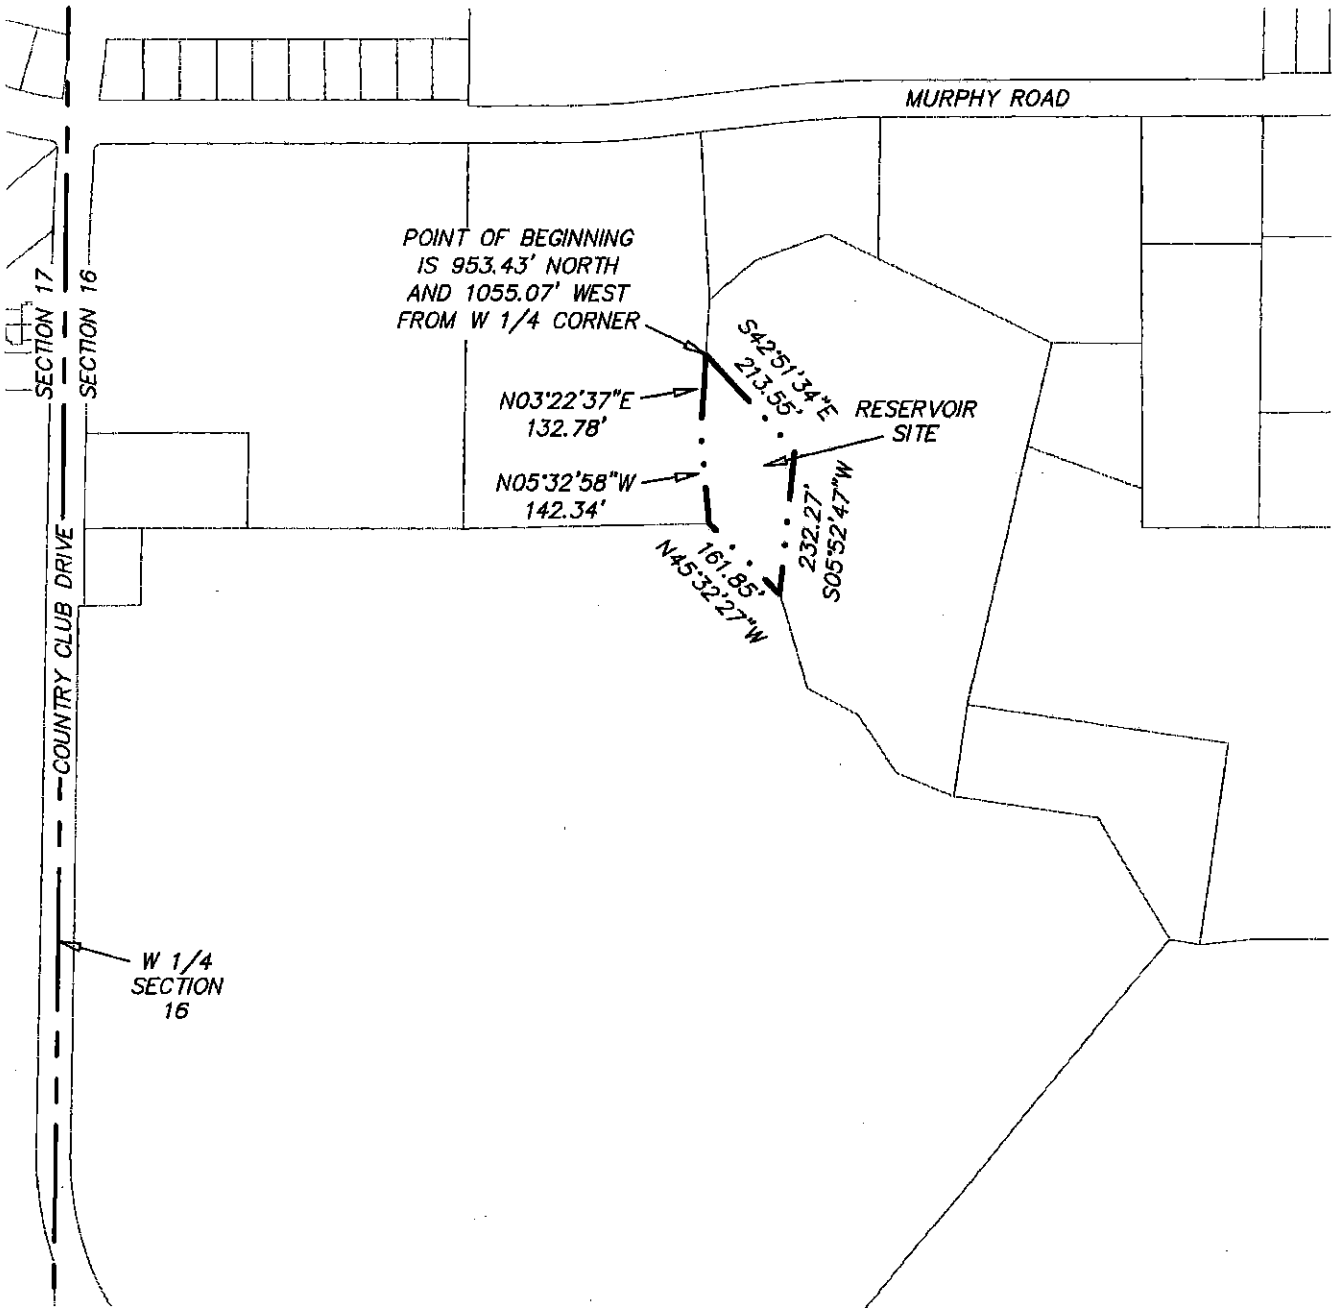 MURPHY ROAD
POINT OF BEGINNING
IS 953.43' NORTH
AND 1055.07' WEST
FROM W 1/4 CORNER
SECTION 17
SECTION 16
S42°51'34"E
213.55'
N03°22'37"E
132.78'
RESERVOIR
SITE
N05°32'58"W
142.34'
232.27'
S05°52'47"W
161.85'
N45°32'27"W
COUNTRY CLUB DRIVE
W 1/4
SECTION
16